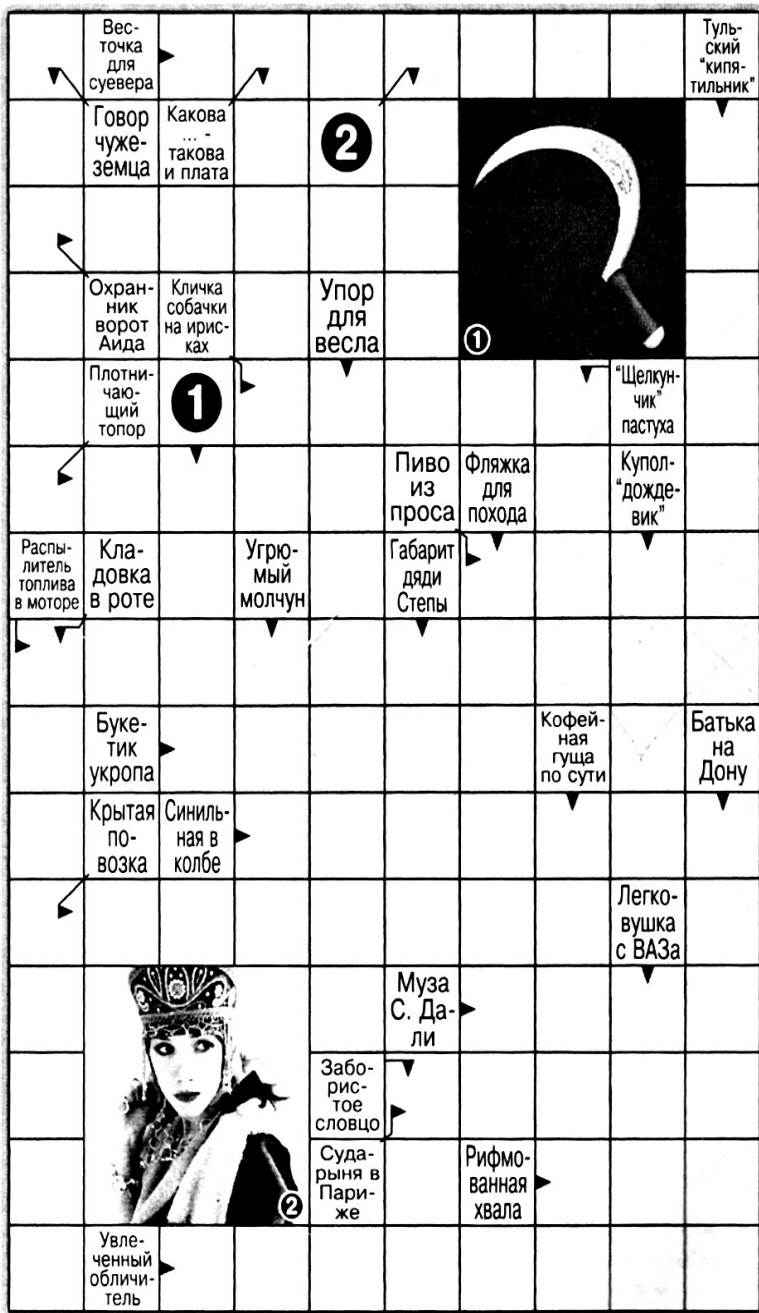 Вес-
точка
для
суевера
Туль-
ский
"кипя-
тильник"
Говор
чуже-
земца
Какова
... -
такова
и плата
2
Охран-
ник
ворот
Аида
Кличка
собачки
на ирис-
ках
Упор
для
весла
1
Плотни-
чаю-
щий
топор
1
"Щелкун-
чик"
пастуха
Пиво
из
проса
Фляжка
для
похода
Купол-
"дожде-
вик"
Распы-
литель
топлива
в моторе
Кла-
довка
в роте
Угрю-
мый
молчун
Габарит
дяди
Степы
Буке-
тик
укропа
Кофей-
ная
гуща
по сути
Батька
на
Дону
Крытая
по-
возка
Синиль-
ная в
колбе
Легко-
вушка
с ВАЗа
Муза
С. Да-
ли
Забо-
рис-
тое
словцо
2
Суда-
рыня в
Пари-
же
Рифмо-
ванная
хвала
Увле-
ченный
обличи-
тель